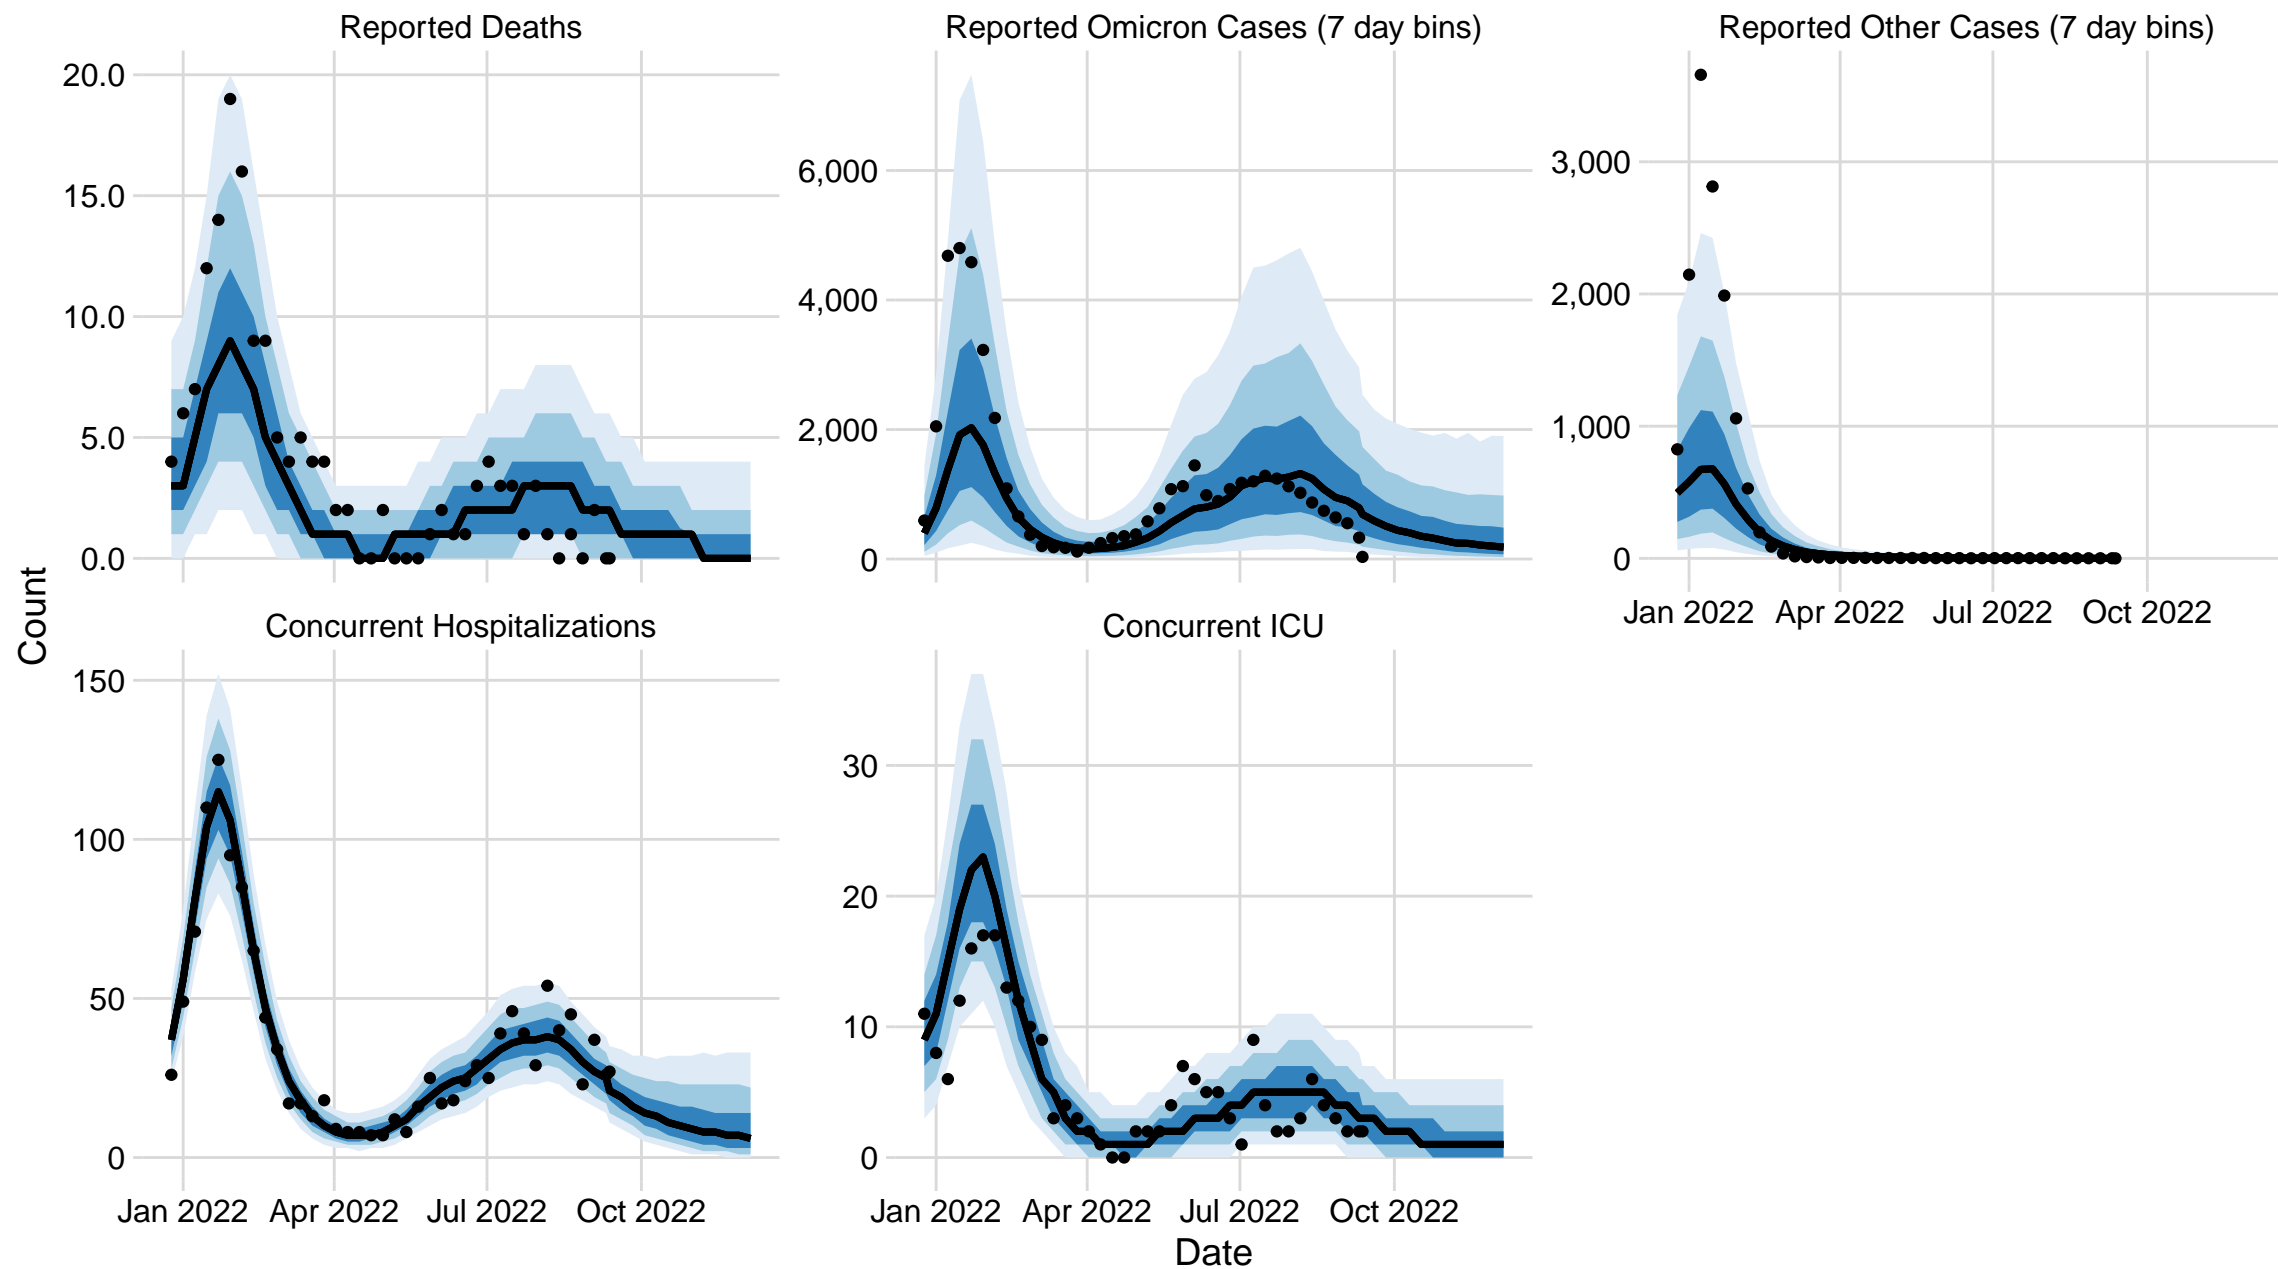 Reported Deaths
Reported Omicron Cases (7 day bins)
Reported Other Cases (7 day bins)
20.0
15.0
10.0
5.0
0.0
6,000
4,000
2,000
0
3,000
2,000
1,000
0
Jan 2022 Apr 2022 Jul 2022 Oct 2022
Count
Concurrent Hospitalizations
Concurrent ICU
150
100
50
0
30
20
10
0
Jan 2022 Apr 2022 Jul 2022 Oct 2022
Jan 2022 Apr 2022 Jul 2022 Oct 2022
Date